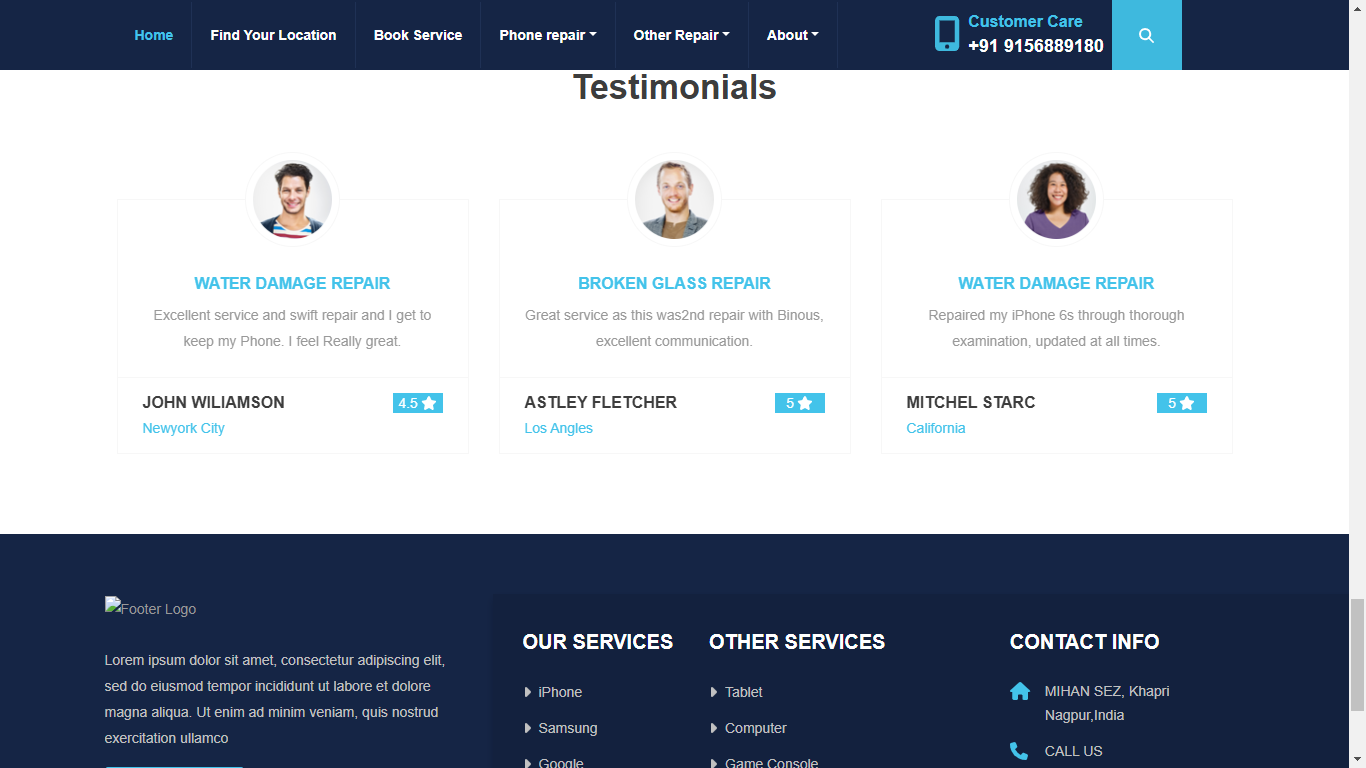 Home Find Your Location Book Service Phone repair Other Repair About Customer Care
+91 9156889180
Testimonials
WATER DAMAGE REPAIR
Excellent service and swift repair and I get to
keep my Phone. I feel Really great.
JOHN WILIAMSON 4.5
Newyork City
BROKEN GLASS REPAIR
Great service as this was2nd repair with Binous,
excellent communication.
ASTLEY FLETCHER 5
Los Angles
WATER DAMAGE REPAIR
Repaired my iPhone 6s through thorough
examination, updated at all times.
MITCHEL STARC 5
California
Footer Logo
Lorem ipsum dolor sit amet, consectetur adipiscing elit,
sed do eiusmod tempor incididunt ut labore et dolore
magna aliqua. Ut enim ad minim veniam, quis nostrud
exercitation ullamco
OUR SERVICES
iPhone
Samsung
Google
OTHER SERVICES
Tablet
Computer
Game Console
CONTACT INFO
MIHAN SEZ, Khapri
Nagpur,India
CALL US